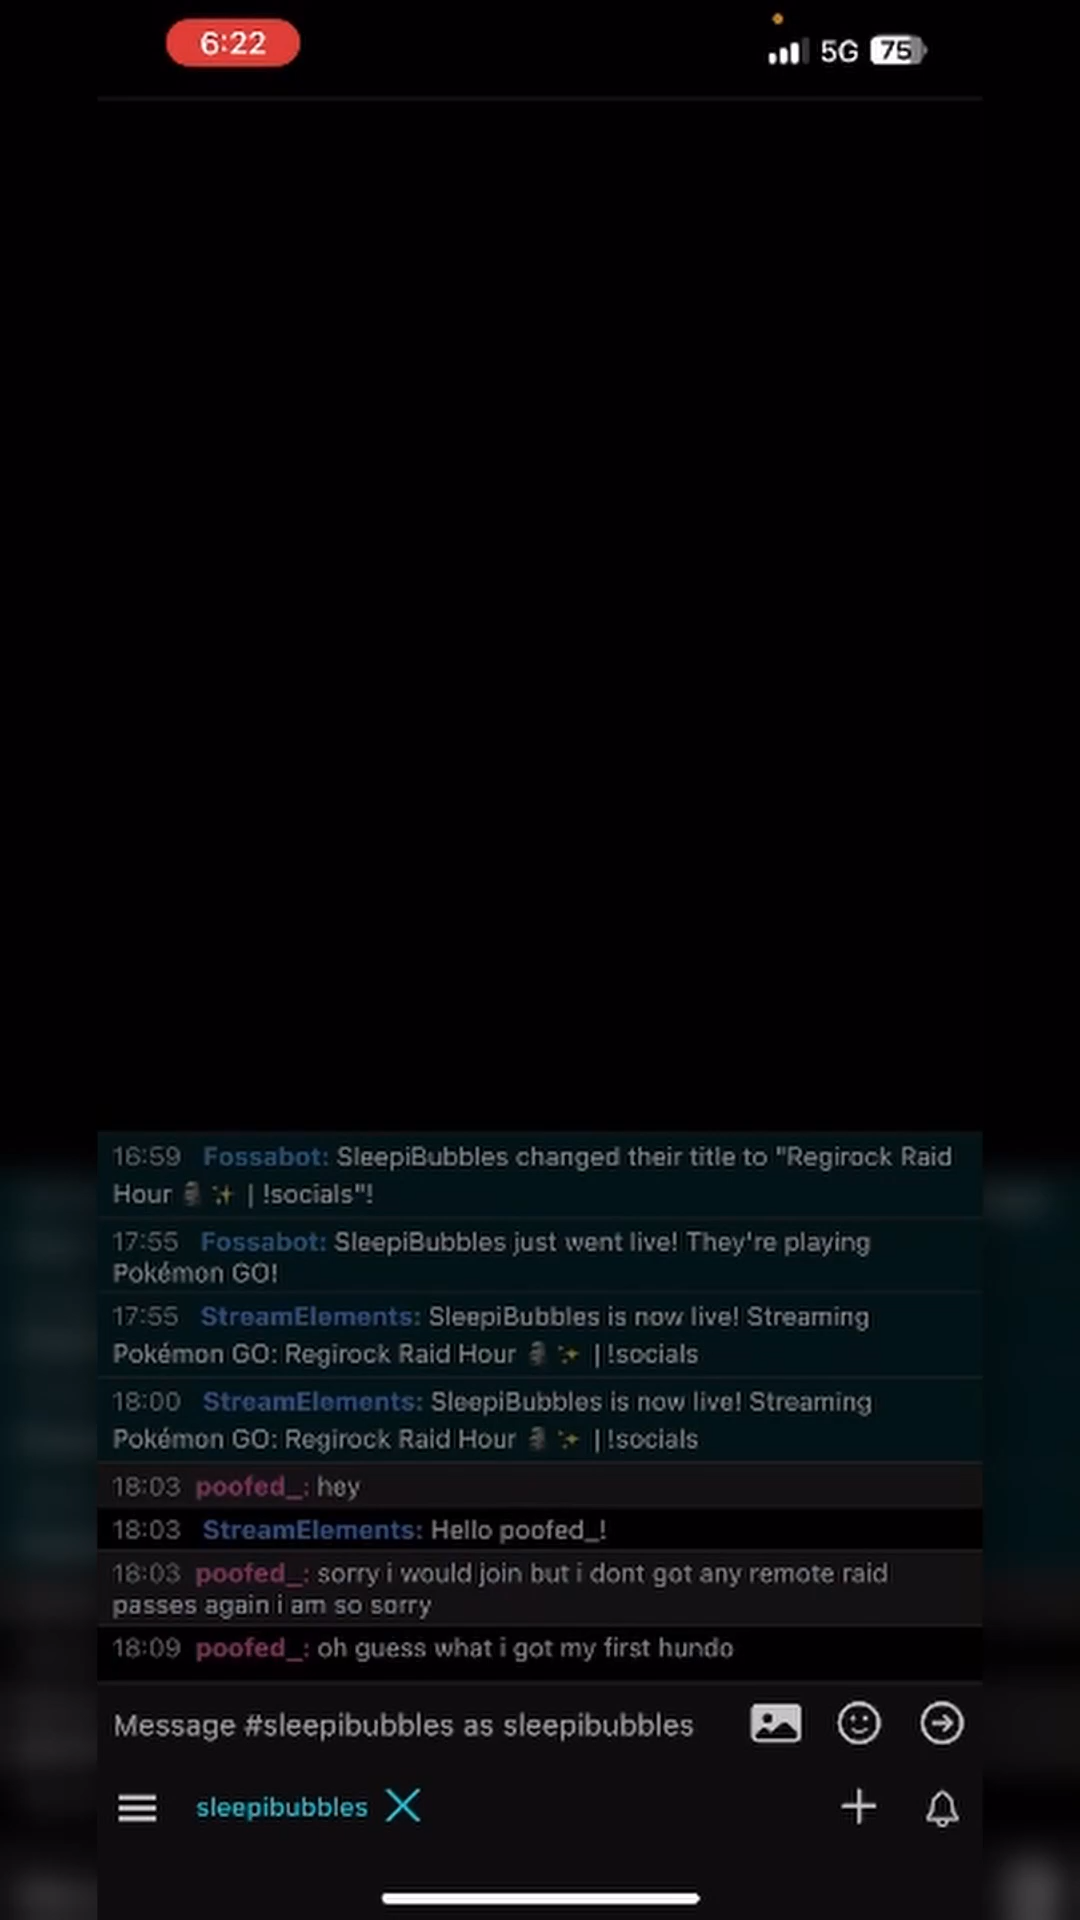 6:22
5G 75
16:59 Fossabot: SleepiBubbles changed their title to "Regirock Raid
Hour 🗿 ✨ | !socials"!
17:55 Fossabot: SleepiBubbles just went live! They're playing
Pokémon GO!
17:55 StreamElements: SleepiBubbles is now live! Streaming
Pokémon GO: Regirock Raid Hour 🗿 ✨ | !socials
18:00 StreamElements: SleepiBubbles is now live! Streaming
Pokémon GO: Regirock Raid Hour 🗿 ✨ | !socials
18:03 poofed_: hey
18:03 StreamElements: Hello poofed_!
18:03 poofed_: sorry i would join but i dont got any remote raid
passes again i am so sorry
18:09 poofed_: oh guess what i got my first hundo
Message #sleepibubbles as sleepibubbles
sleepibubbles